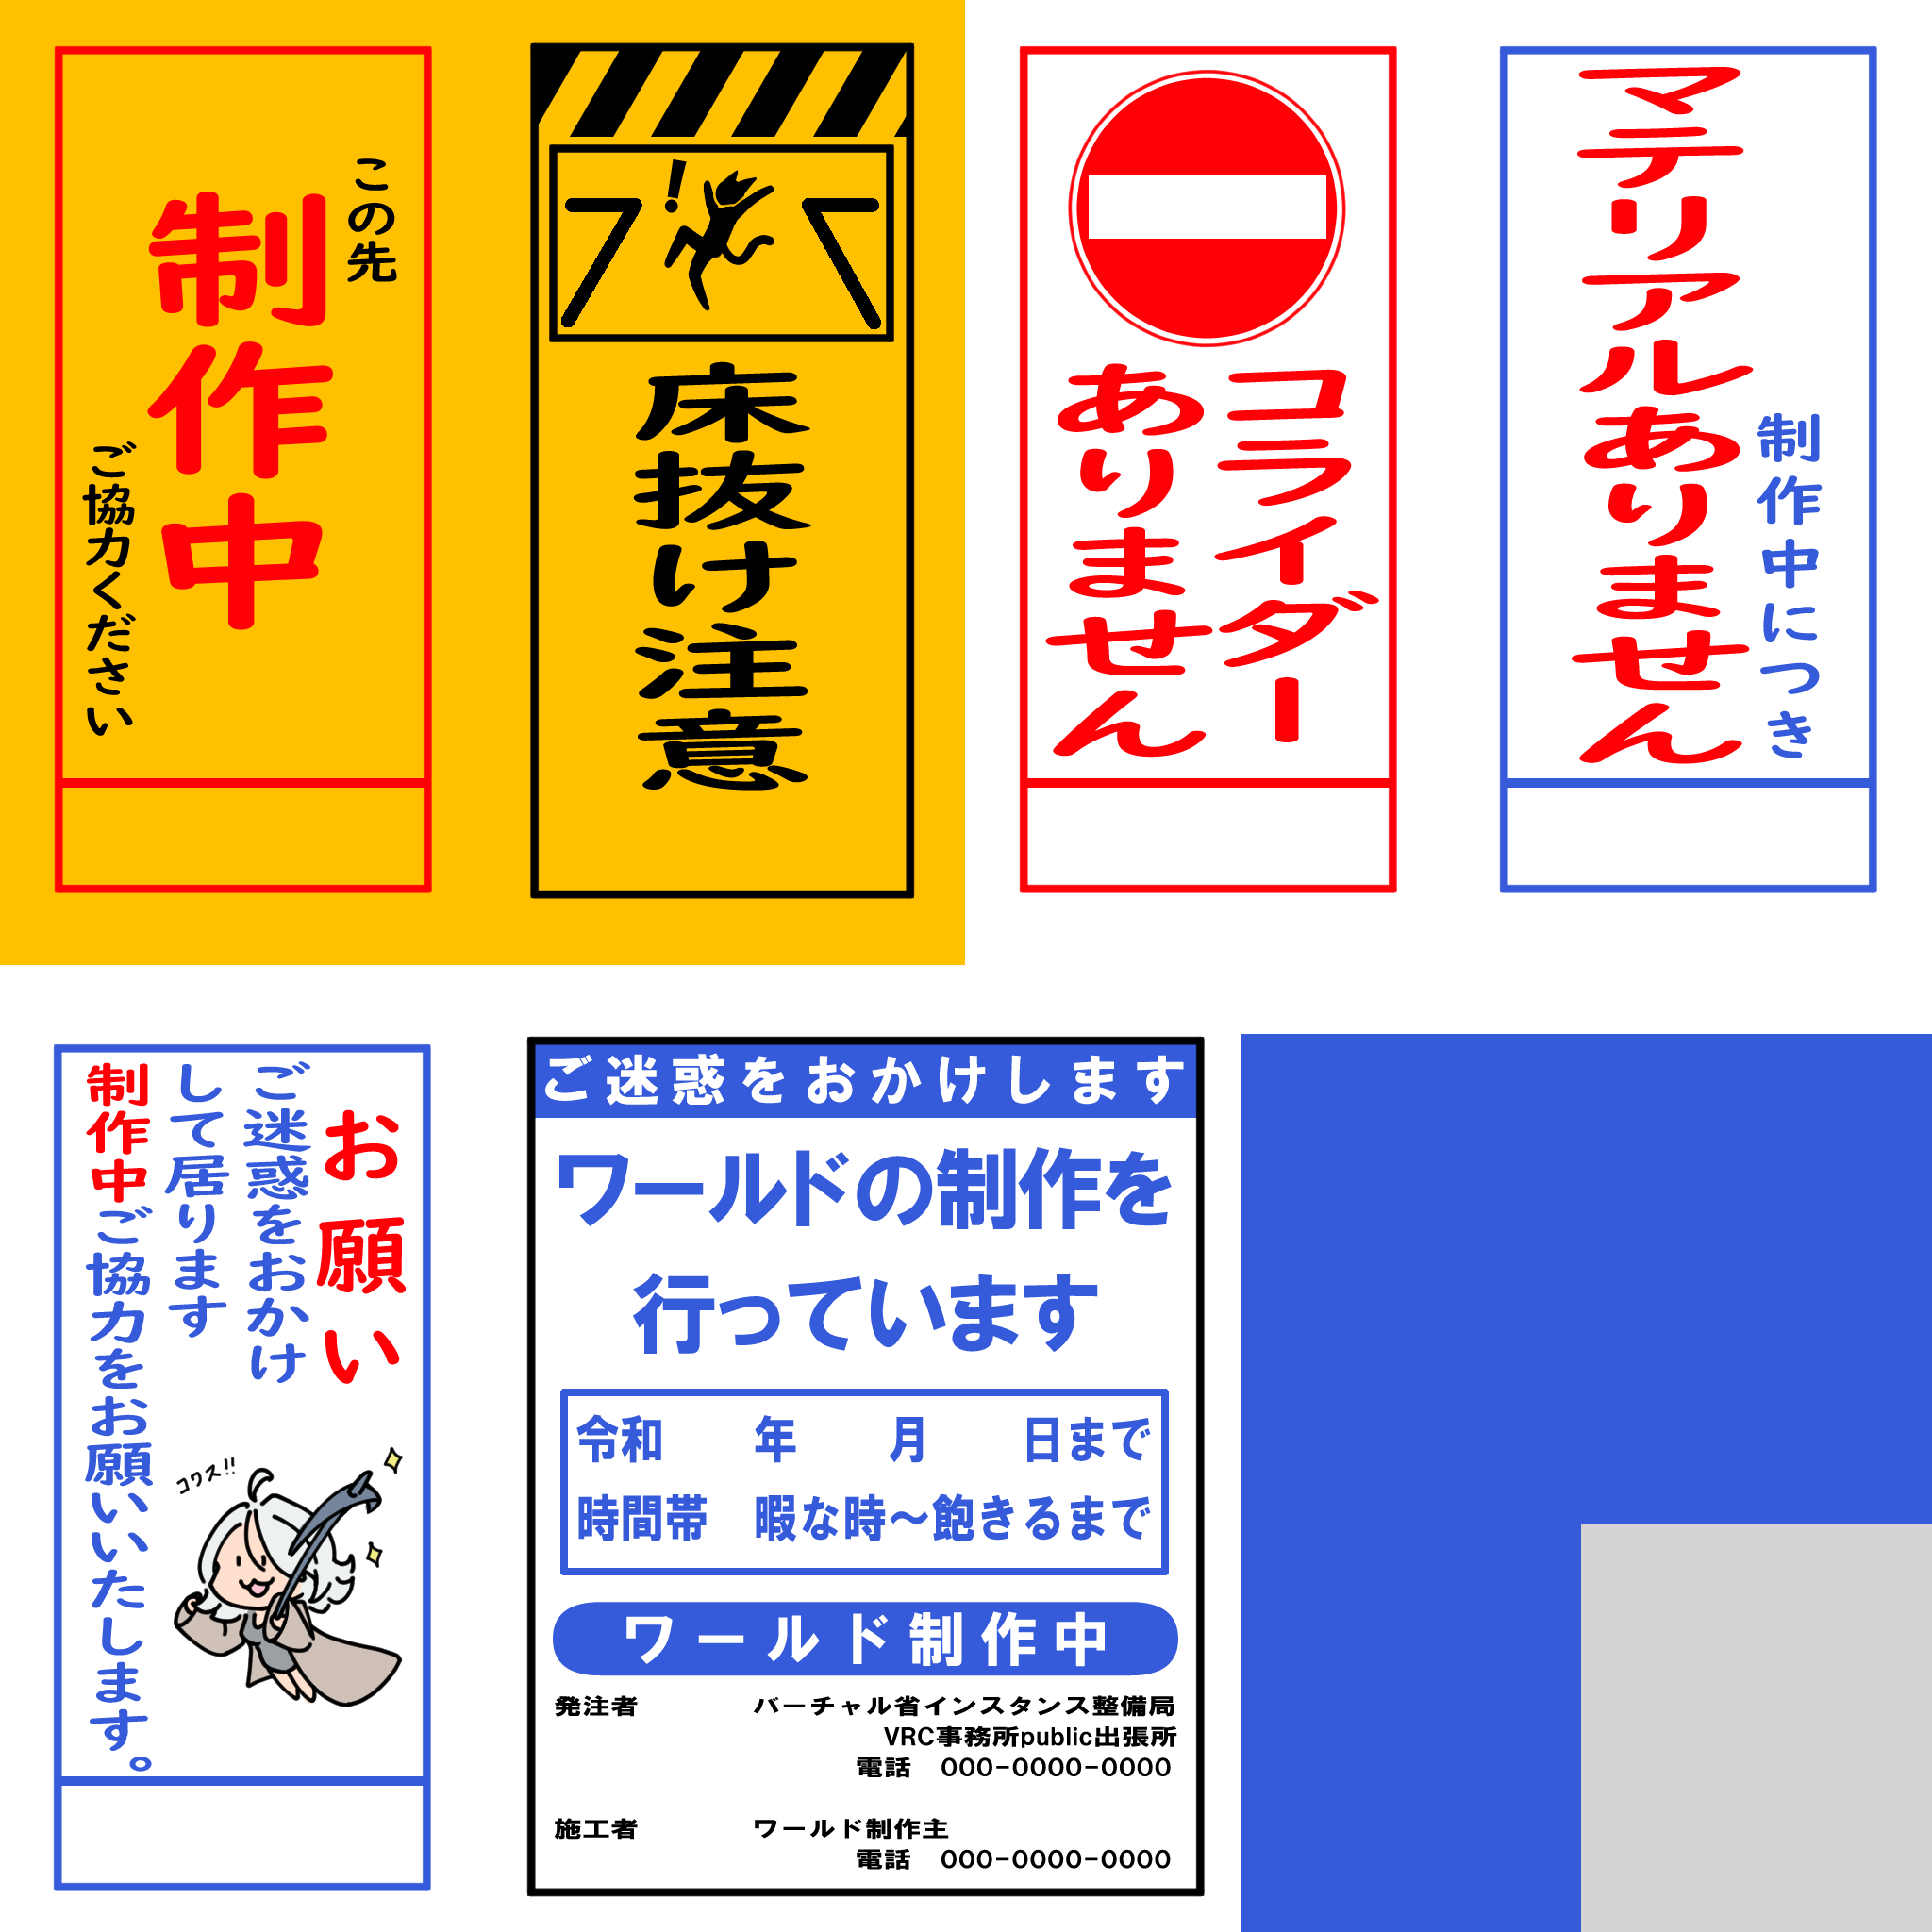 この先
制作中
ご協力ください
!
床抜け注意
コライダー
ありません
制作中につき
マテリアルありません
お願い
ご迷惑をおかけ
して居ります
制作中ご協力をお願いいたします。
コワス!!
ご迷惑をおかけします
ワールドの制作を
行っています
令和　　年　　月　　日まで
時間帯　暇な時～飽きるまで
ワールド制作中
発注者　バーチャル省インスタンス整備局
VRC事務所public出張所
電話　000-0000-0000
施工者　ワールド制作主
電話　000-0000-0000